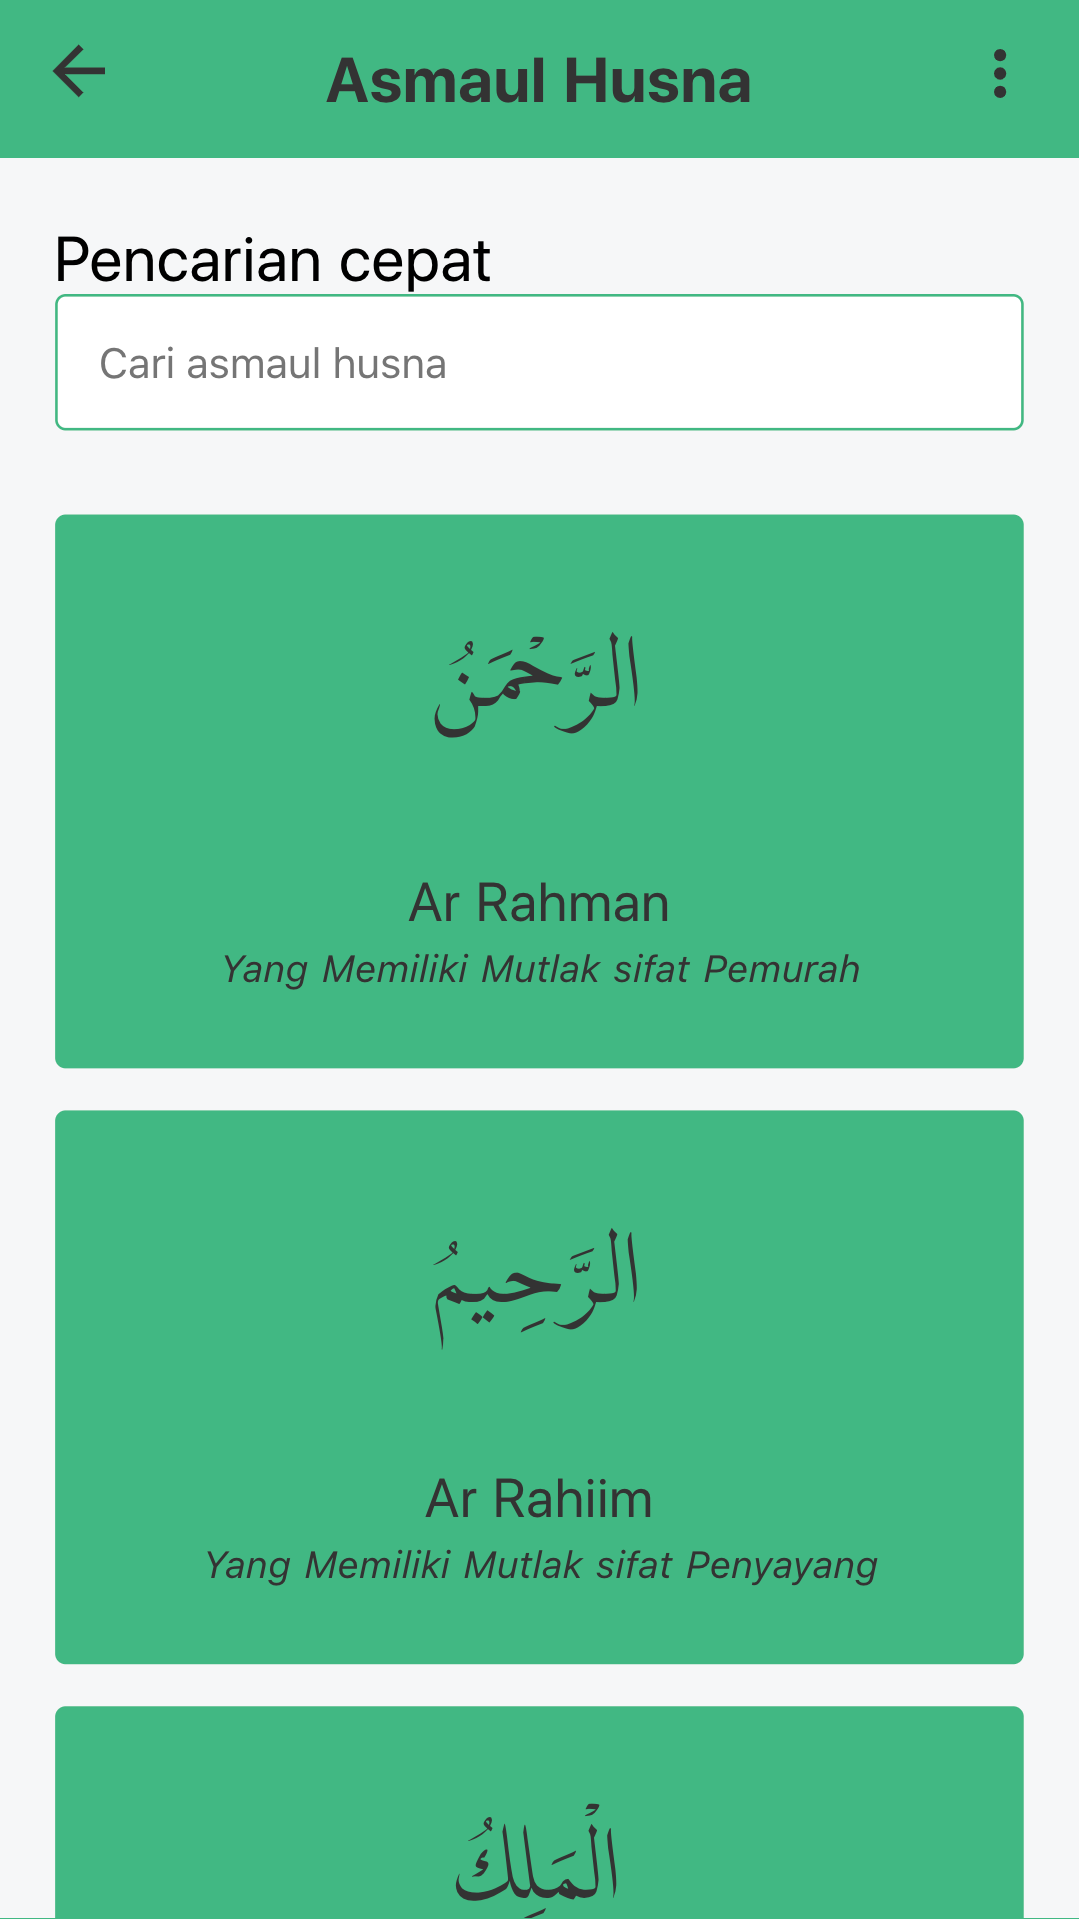 Asmaul Husna
Pencarian cepat
Cari asmaul husna
الرَّحْمَنُ
Ar Rahman
Yang Memiliki Mutlak sifat Pemurah
الرَّحِيمُ
Ar Rahiim
Yang Memiliki Mutlak sifat Penyayang
الْمَلِكُ